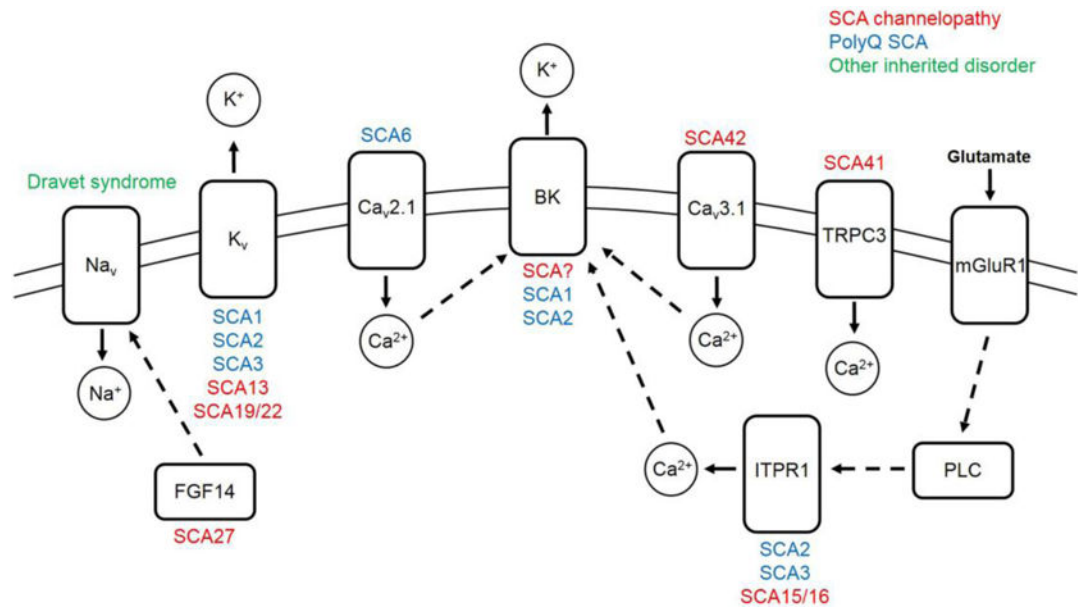 SCA channelopathy
PolyQ SCA
Other inherited disorder
K⁺
K⁺
SCA6
SCA42
SCA41
Glutamate
Dravet syndrome
Naᵥ
Kᵥ
Caᵥ2.1
BK
Caᵥ3.1
TRPC3
mGluR1
SCA?
SCA1
SCA2
SCA1
SCA2
SCA3
SCA13
SCA19/22
Na⁺
Ca²⁺
Ca²⁺
Ca²⁺
FGF14
SCA27
Ca²⁺
ITPR1
PLC
SCA2
SCA3
SCA15/16